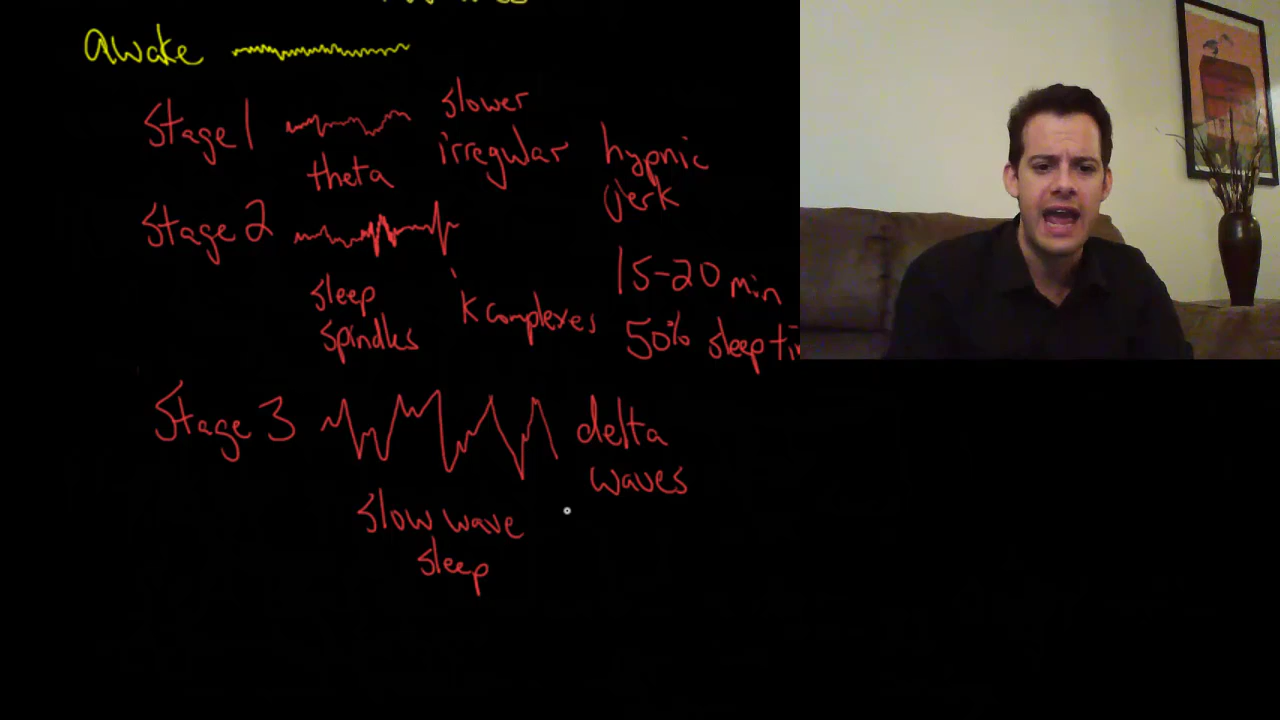 awake
Stage 1
slower
irregular
theta
hypnic
jerk
Stage 2
sleep
spindles
K complexes
15-20 min
50% sleep
Stage 3
delta
waves
slow wave
sleep